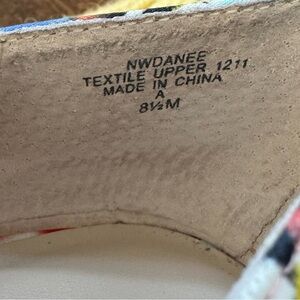 NWDANEE
TEXTILE UPPER 1211
MADE IN CHINA
A
8½M